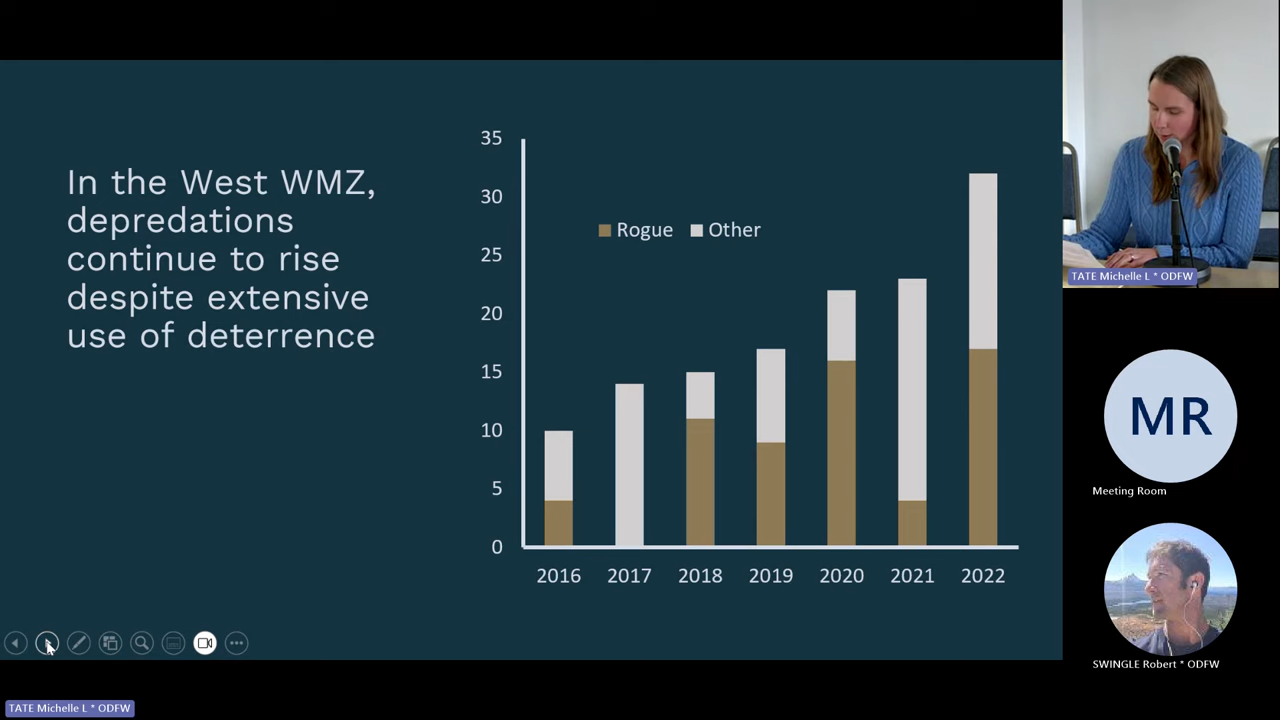 In the West WMZ,
depredations
continue to rise
despite extensive
use of deterrence
35
30
25
20
15
10
5
0
Rogue Other
2016 2017 2018 2019 2020 2021 2022
TATE Michelle L * ODFW
MR
Meeting Room
SWINGLE Robert * ODFW
TATE Michelle L * ODFW